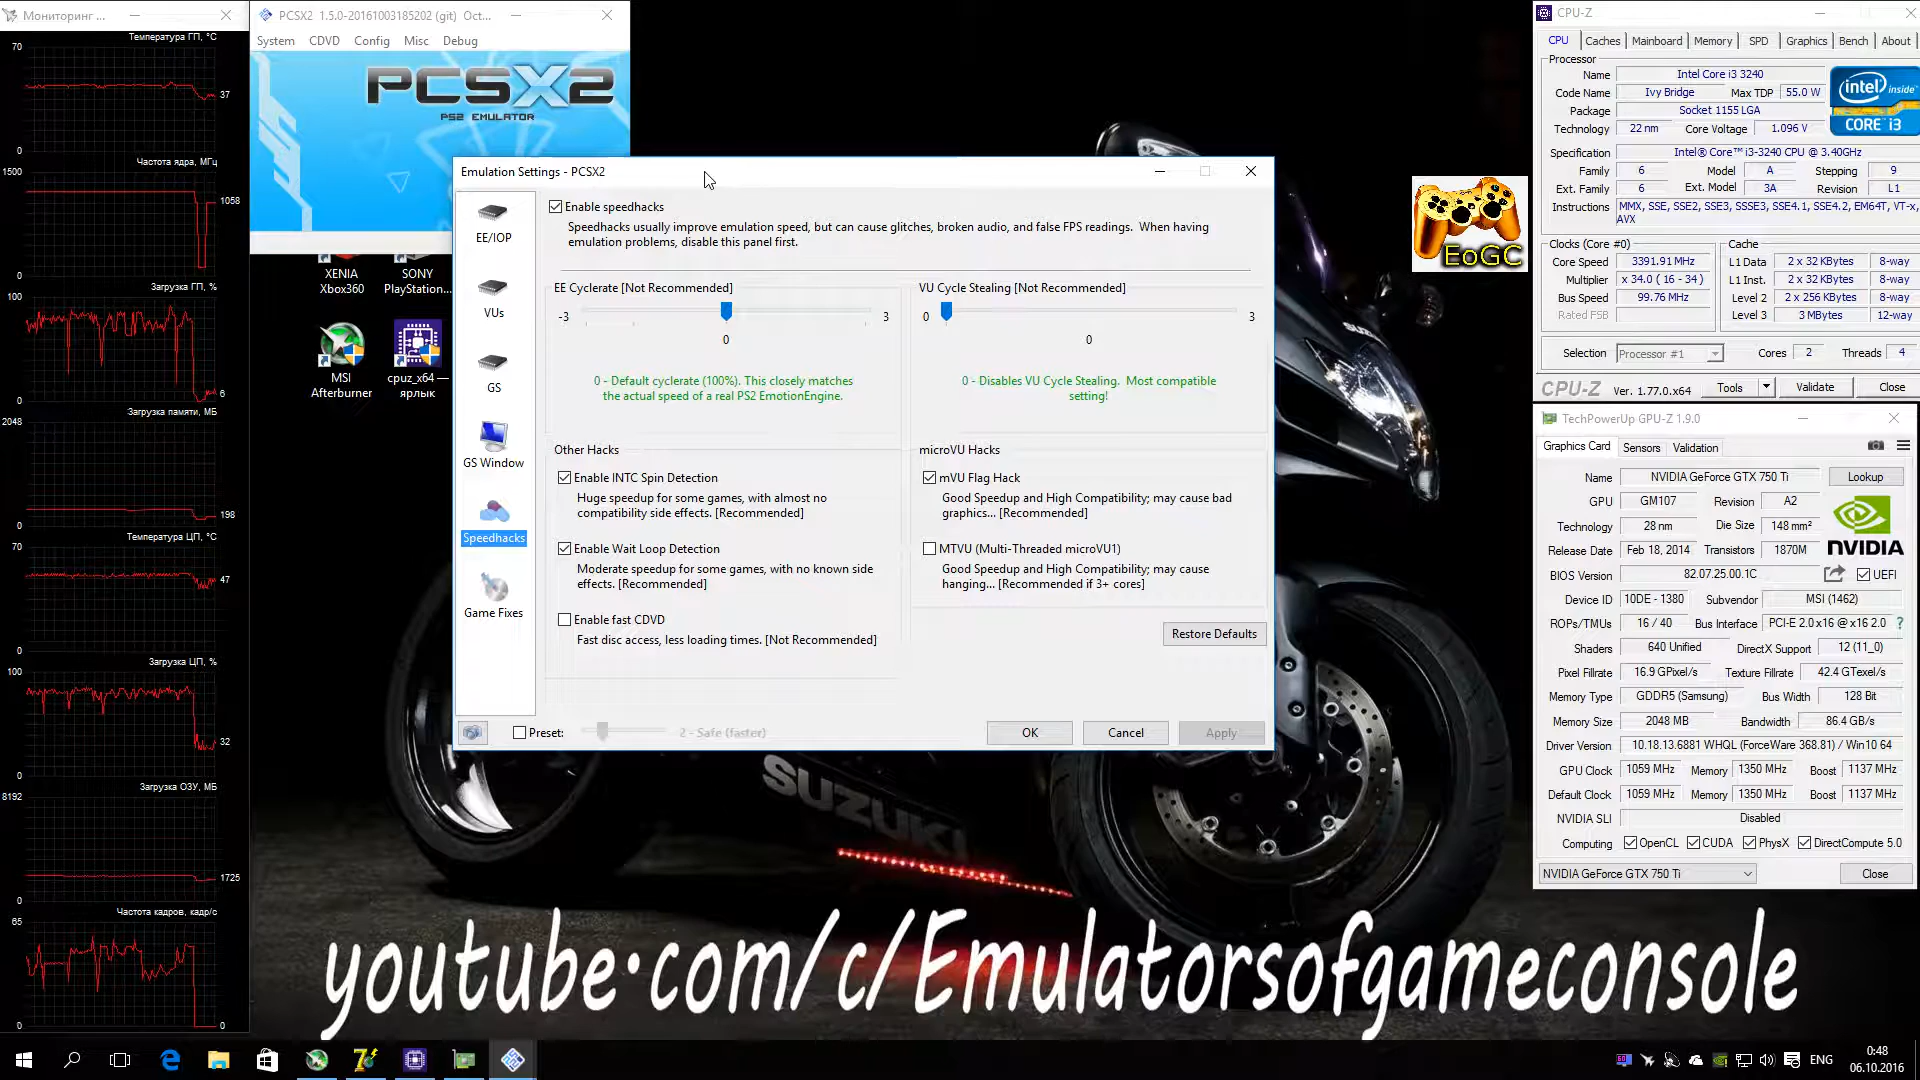 Мониторинг ...
Температура ГП, °C
70
37
0
Частота ядра, МГц
1500
1058
0
Загрузка ГП, %
100
6
0
Загрузка памяти, МБ
2048
198
0
Температура ЦП, °C
70
47
0
Загрузка ЦП, %
100
32
0
Загрузка ОЗУ, МБ
8192
1725
0
Частота кадров, кадр/с
65
0
0
PCSX2 1.5.0-20161003185202 (git) Oct...
System CDVD Config Misc Debug
PCSX2
PS2 EMULATOR
XENIA
Xbox360
SONY
PlayStation...
MSI
Afterburner
cpuz_x64 —
ярлык
Emulation Settings - PCSX2
EE/IOP
VUs
GS
GS Window
Speedhacks
Game Fixes
Enable speedhacks
Speedhacks usually improve emulation speed, but can cause glitches, broken audio, and false FPS readings. When having
emulation problems, disable this panel first.
EE Cyclerate [Not Recommended]
-3 3
0
0 - Default cyclerate (100%). This closely matches
the actual speed of a real PS2 EmotionEngine.
VU Cycle Stealing [Not Recommended]
0 3
0
0 - Disables VU Cycle Stealing. Most compatible
setting!
Other Hacks
Enable INTC Spin Detection
Huge speedup for some games, with almost no
compatibility side effects. [Recommended]
Enable Wait Loop Detection
Moderate speedup for some games, with no known side
effects. [Recommended]
Enable fast CDVD
Fast disc access, less loading times. [Not Recommended]
microVU Hacks
mVU Flag Hack
Good Speedup and High Compatibility; may cause bad
graphics... [Recommended]
MTVU (Multi-Threaded microVU1)
Good Speedup and High Compatibility; may cause
hanging... [Recommended if 3+ cores]
Restore Defaults
Preset: 2 - Safe (faster)
OK Cancel Apply
EoGC
SUZUKI
SUZUKI
youtube.com/c/Emulatorsofgameconsole
CPU-Z
CPU Caches Mainboard Memory SPD Graphics Bench About
Processor
Name Intel Core i3 3240
Code Name Ivy Bridge Max TDP 55.0 W
Package Socket 1155 LGA
Technology 22 nm Core Voltage 1.096 V
intel inside
CORE i3
Specification Intel® Core™ i3-3240 CPU @ 3.40GHz
Family 6 Model A Stepping 9
Ext. Family 6 Ext. Model 3A Revision L1
Instructions MMX, SSE, SSE2, SSE3, SSSE3, SSE4.1, SSE4.2, EM64T, VT-x,
AVX
Clocks (Core #0)
Core Speed 3391.91 MHz
Multiplier x 34.0 ( 16 - 34 )
Bus Speed 99.76 MHz
Rated FSB
Cache
L1 Data 2 x 32 KBytes 8-way
L1 Inst. 2 x 32 KBytes 8-way
Level 2 2 x 256 KBytes 8-way
Level 3 3 MBytes 12-way
Selection Processor #1 Cores 2 Threads 4
CPU-Z Ver. 1.77.0.x64 Tools Validate Close
TechPowerUp GPU-Z 1.9.0
Graphics Card Sensors Validation
Name NVIDIA GeForce GTX 750 Ti Lookup
GPU GM107 Revision A2
Technology 28 nm Die Size 148 mm²
Release Date Feb 18, 2014 Transistors 1870M
NVIDIA
BIOS Version 82.07.25.00.1C UEFI
Device ID 10DE - 1380 Subvendor MSI (1462)
ROPs/TMUs 16 / 40 Bus Interface PCI-E 2.0 x16 @ x16 2.0 ?
Shaders 640 Unified DirectX Support 12 (11_0)
Pixel Fillrate 16.9 GPixel/s Texture Fillrate 42.4 GTexel/s
Memory Type GDDR5 (Samsung) Bus Width 128 Bit
Memory Size 2048 MB Bandwidth 86.4 GB/s
Driver Version 10.18.13.6881 WHQL (ForceWare 368.81) / Win10 64
GPU Clock 1059 MHz Memory 1350 MHz Boost 1137 MHz
Default Clock 1059 MHz Memory 1350 MHz Boost 1137 MHz
NVIDIA SLI Disabled
Computing OpenCL CUDA PhysX DirectCompute 5.0
NVIDIA GeForce GTX 750 Ti Close
ENG
0:48
06.10.2016